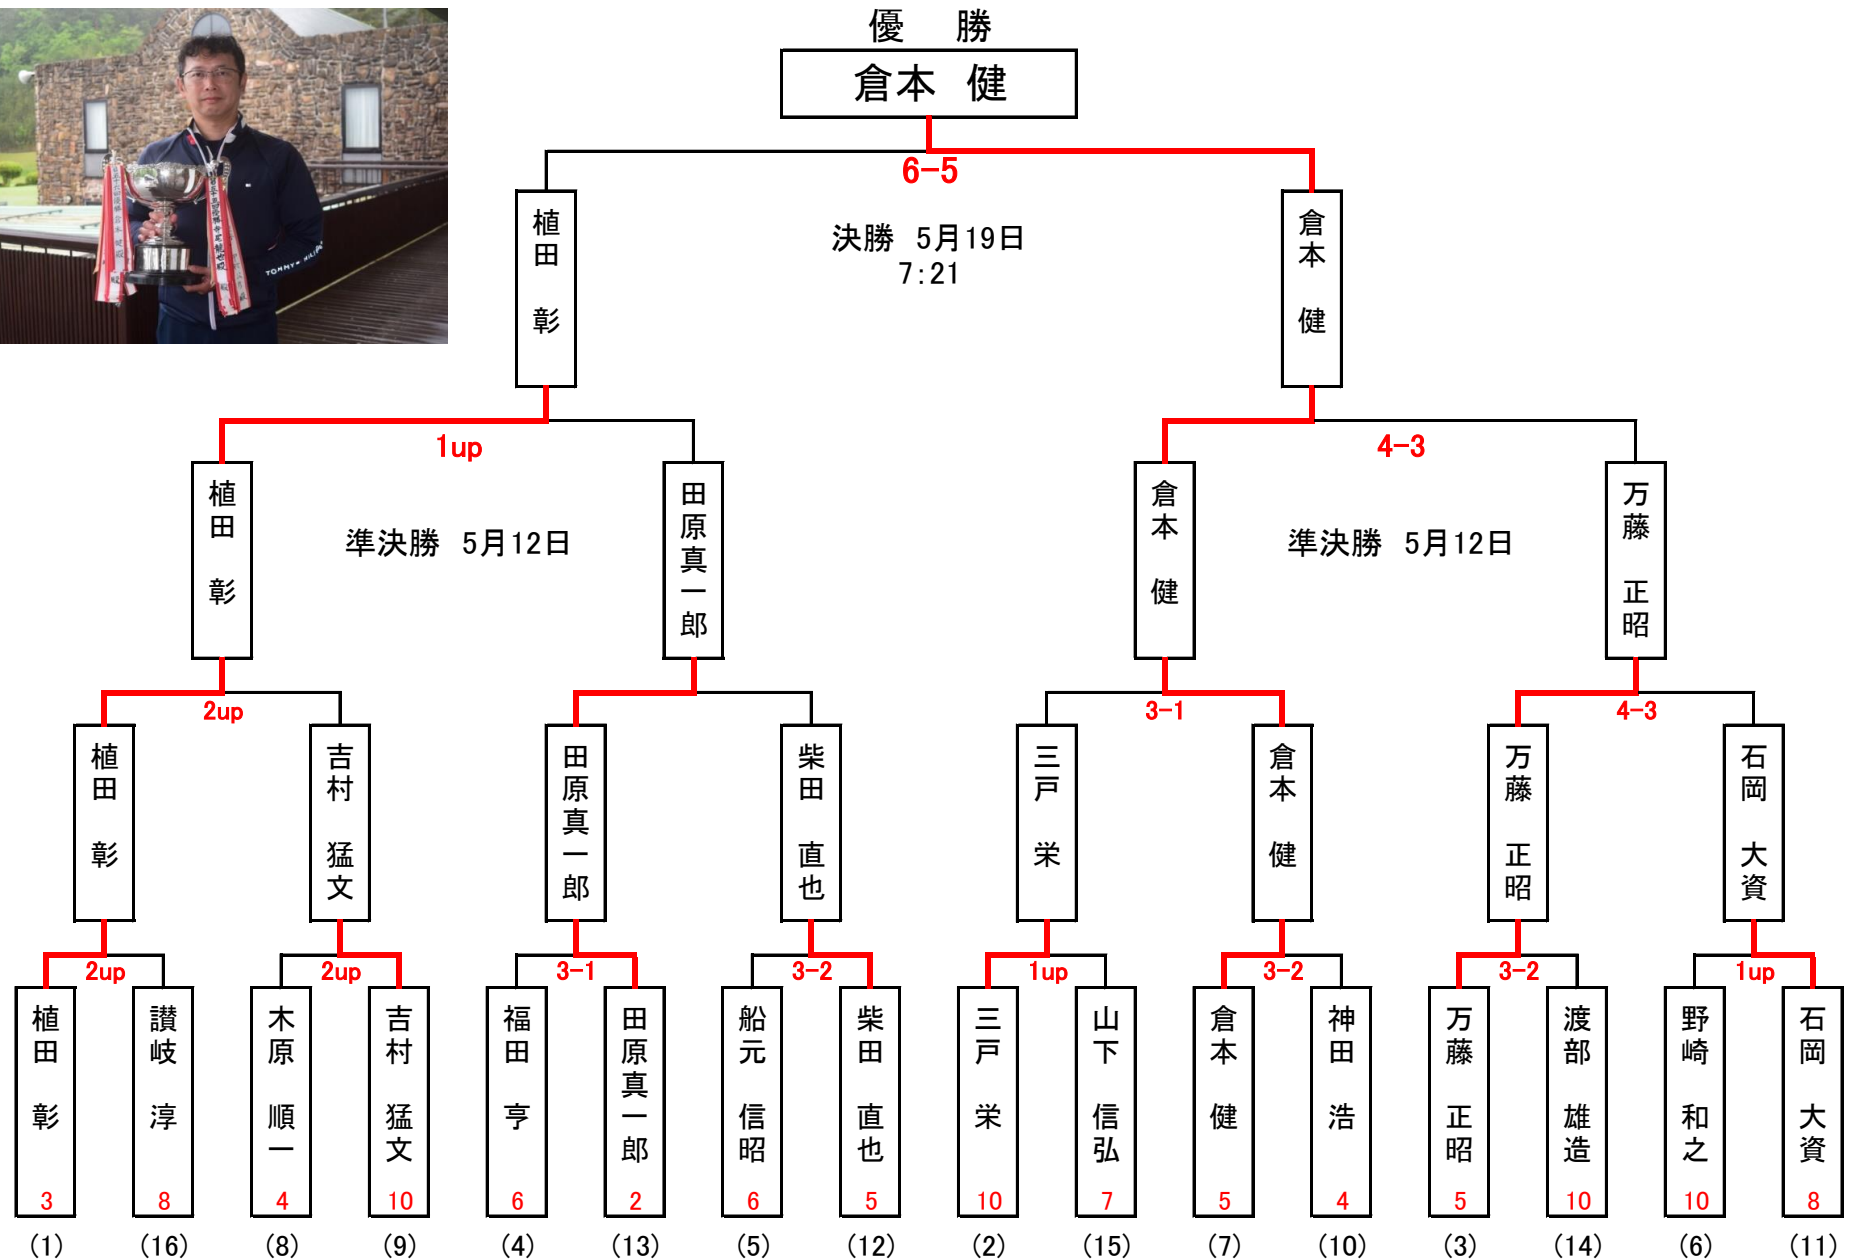 優 勝
倉本 健
6-5
植田 彰
倉本 健
決勝 5月19日
7:21
1up
4-3
植田 彰
田原真一郎
倉本 健
万藤 正昭
準決勝 5月12日
準決勝 5月12日
2up
3-1
4-3
植田 彰
吉村 猛文
田原真一郎
柴田 直也
三戸 栄
倉本 健
万藤 正昭
石岡 大資
2up
2up
3-1
3-2
1up
3-2
3-2
1up
植田 彰 3
讃岐 淳 8
木原 順一 4
吉村 猛文 10
福田 亨 6
田原真一郎 2
船元 信昭 6
柴田 直也 5
三戸 栄 10
山下 信弘 7
倉本 健 5
神田 浩 4
万藤 正昭 5
渡部 雄造 10
野崎 和之 10
石岡 大資 8
(1) (16) (8) (9) (4) (13) (5) (12) (2) (15) (7) (10) (3) (14) (6) (11)